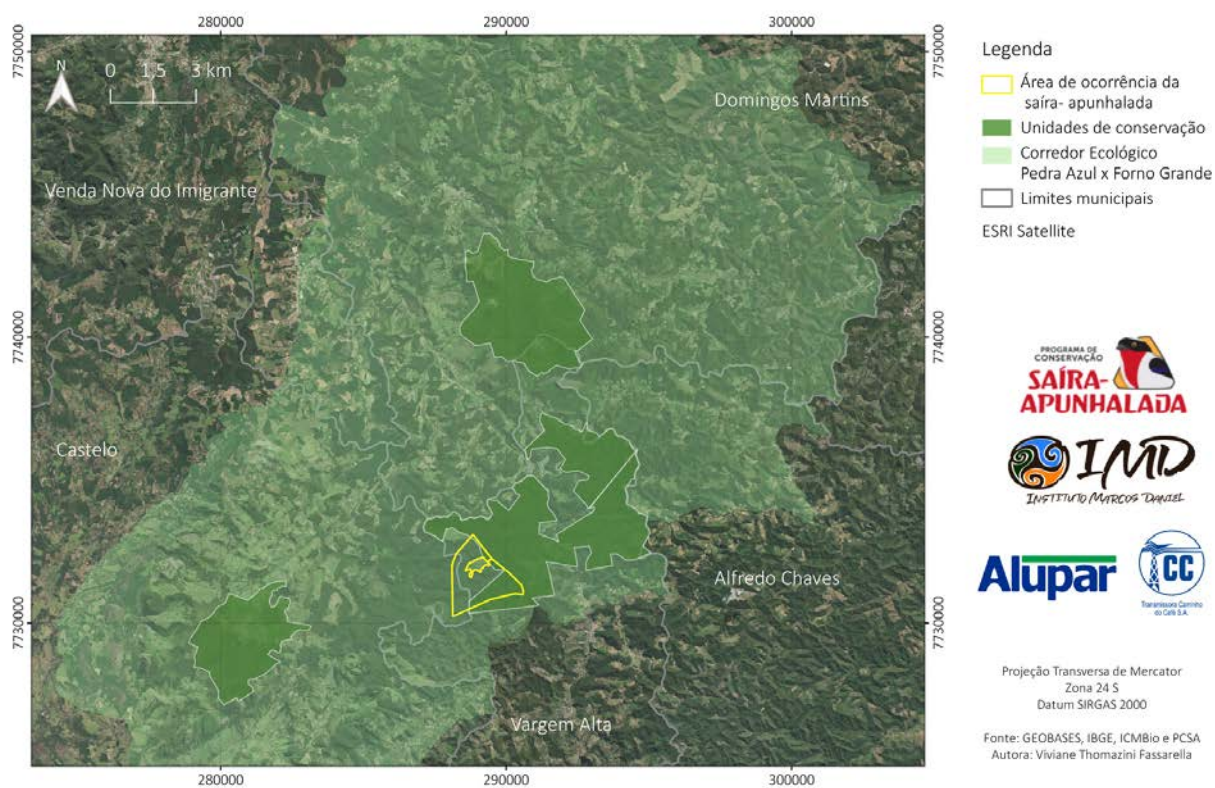 280000 290000 300000
7750000 7750000
N
0 1,5 3 km
Domingos Martins
Venda Nova do Imigrante
7740000 7740000
Castelo
Alfredo Chaves
7730000 7730000
Vargem Alta
280000 290000 300000
Legenda
Área de ocorrência da
saíra- apunhalada
Unidades de conservação
Corredor Ecológico
Pedra Azul x Forno Grande
Limites municipais
ESRI Satellite
PROGRAMA DE
CONSERVAÇÃO
SAÍRA-
APUNHALADA
IMD
INSTITUTO MARCOS DANIEL
Alupar
TCC
Transmissora Caminho
do Café S.A.
Projeção Transversa de Mercator
Zona 24 S
Datum SIRGAS 2000
Fonte: GEOBASES, IBGE, ICMBio e PCSA
Autora: Viviane Thomazini Fassarella